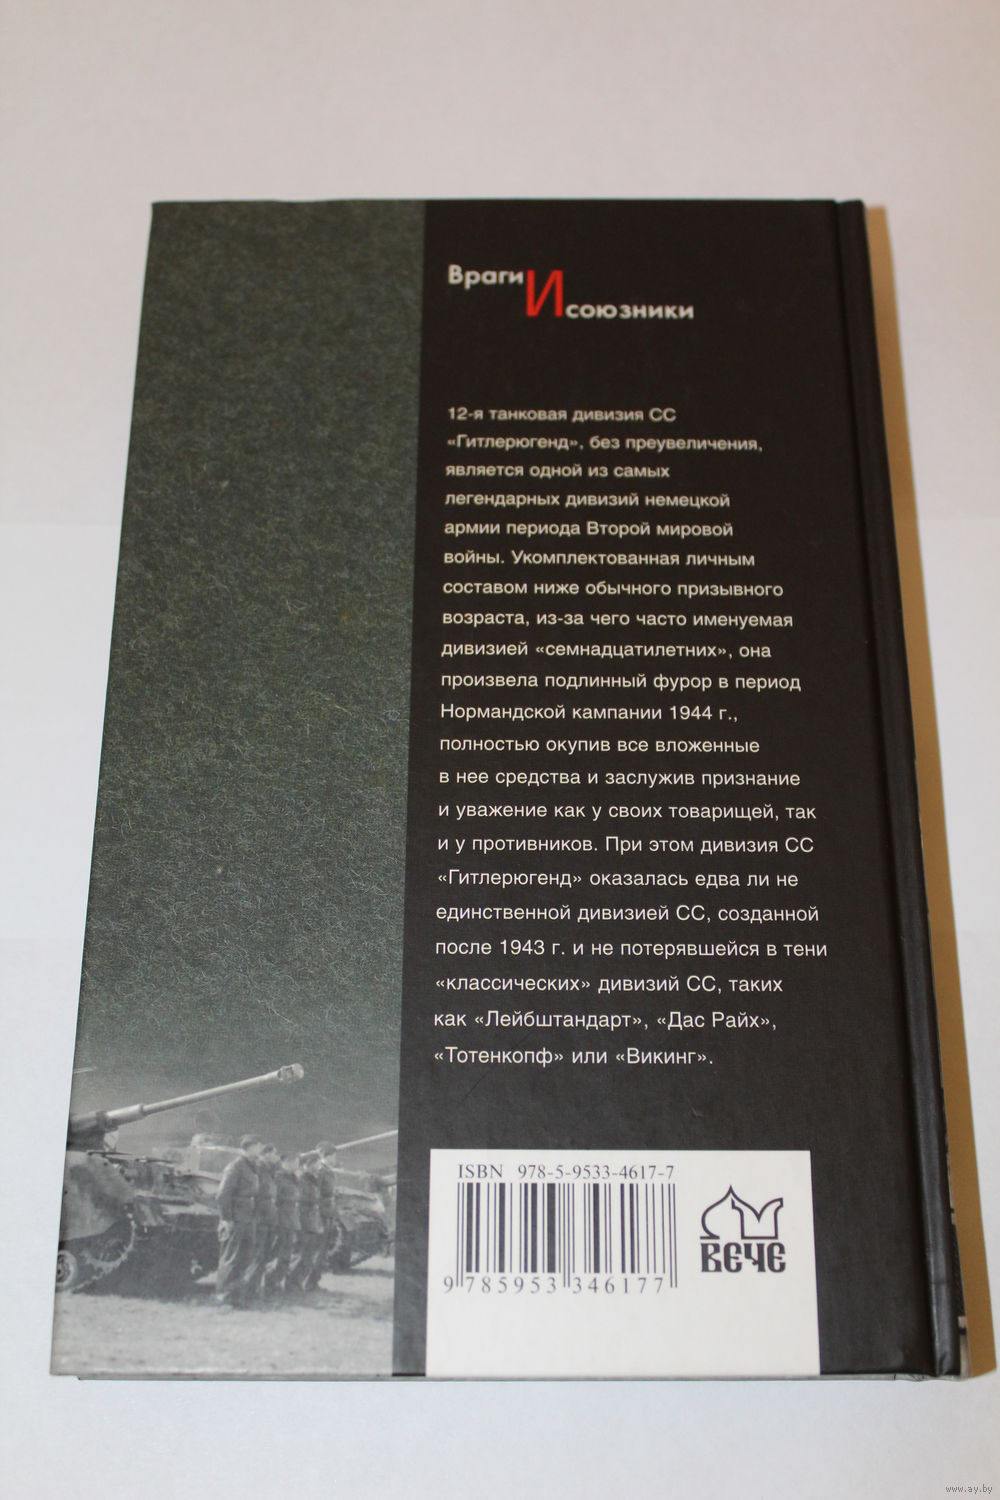 Враги
И
союзники
12-я танковая дивизия СС
«Гитлерюгенд», без преувеличения,
является одной из самых
легендарных дивизий немецкой
армии периода Второй мировой
войны. Укомплектованная личным
составом ниже обычного призывного
возраста, из-за чего часто именуемая
дивизией «семнадцатилетних», она
произвела подлинный фурор в период
Нормандской кампании 1944 г.,
полностью окупив все вложенные
в нее средства и заслужив признание
и уважение как у своих товарищей, так
и у противников. При этом дивизия СС
«Гитлерюгенд» оказалась едва ли не
единственной дивизией СС, созданной
после 1943 г. и не потерявшейся в тени
«классических» дивизий СС, таких
как «Лейбштандарт», «Дас Райх»,
«Тотенкопф» или «Викинг».
ISBN 978-5-9533-4617-7
9 785953 346177
ВЕЧЕ
www.ay.by